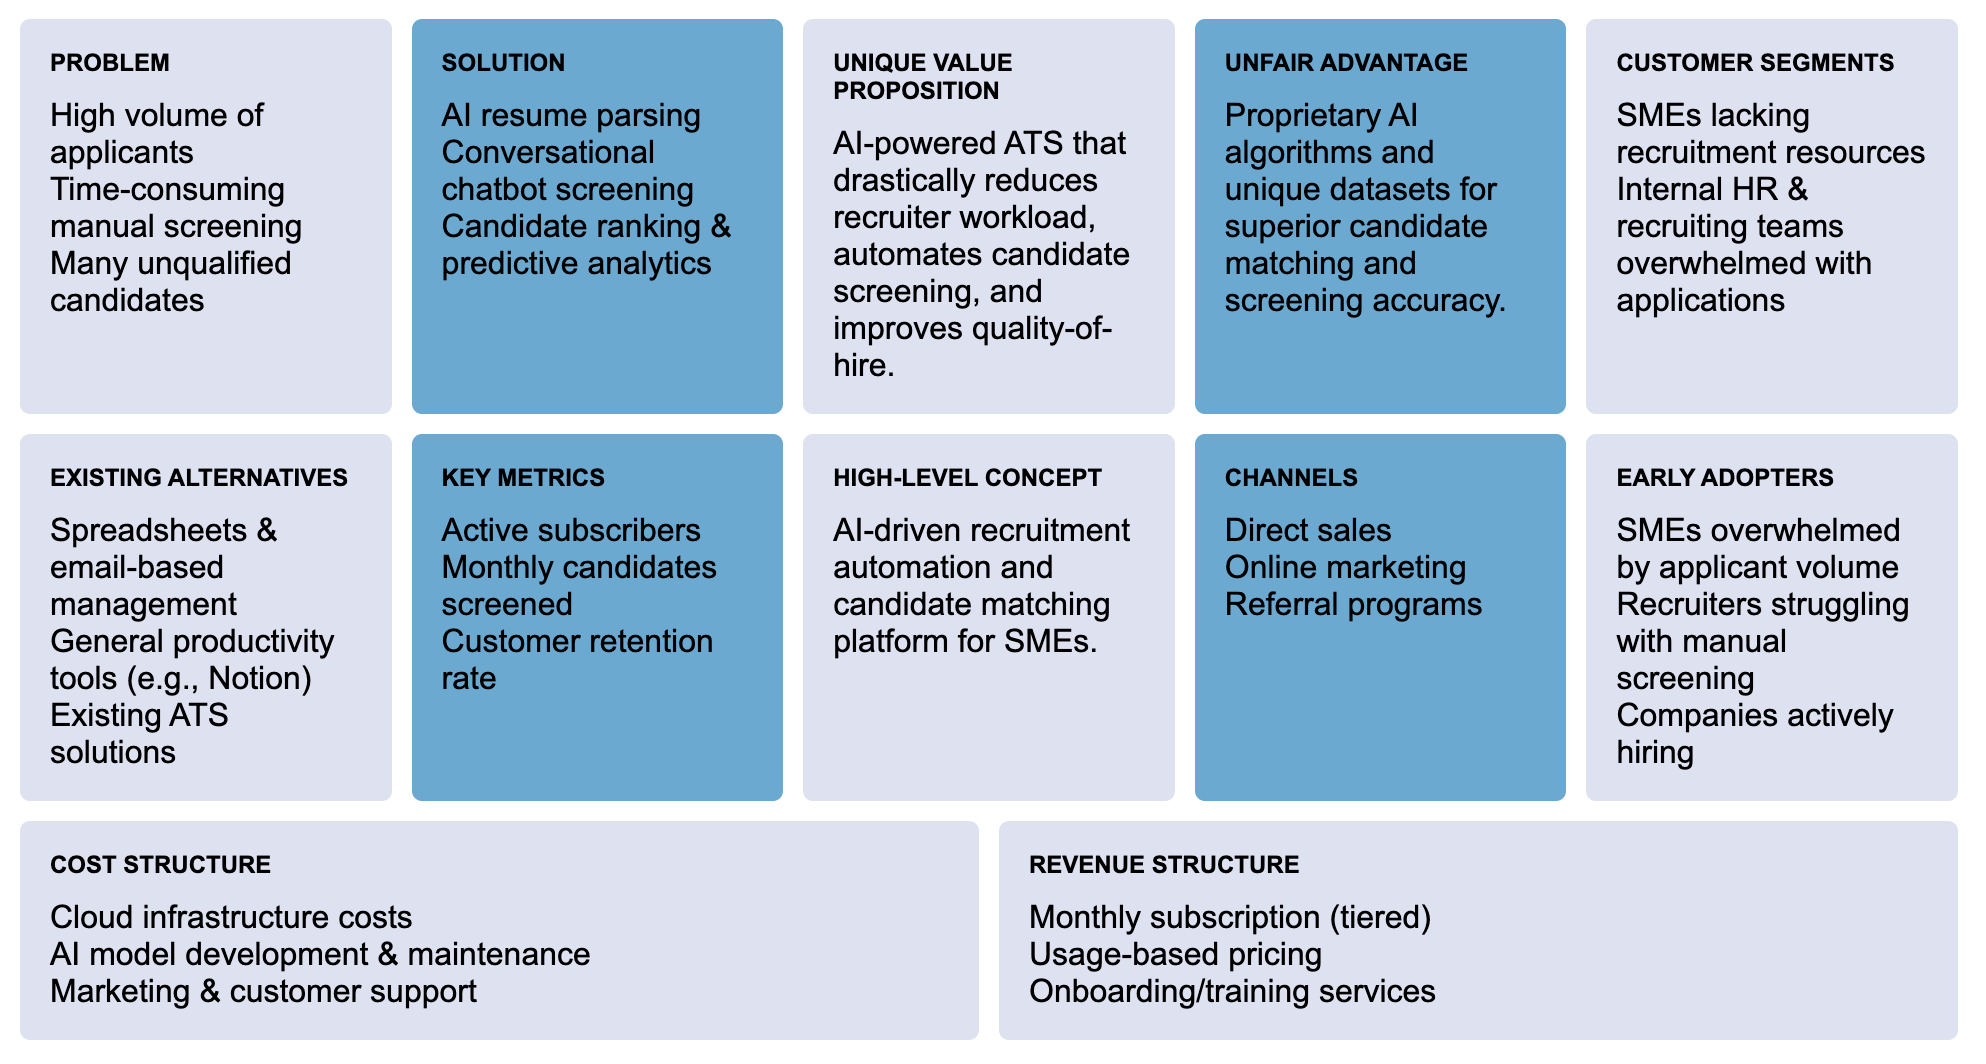 PROBLEM
High volume of
applicants
Time-consuming
manual screening
Many unqualified
candidates
SOLUTION
AI resume parsing
Conversational
chatbot screening
Candidate ranking &
predictive analytics
UNIQUE VALUE
PROPOSITION
AI-powered ATS that
drastically reduces
recruiter workload,
automates candidate
screening, and
improves quality-of-
hire.
UNFAIR ADVANTAGE
Proprietary AI
algorithms and
unique datasets for
superior candidate
matching and
screening accuracy.
CUSTOMER SEGMENTS
SMEs lacking
recruitment resources
Internal HR &
recruiting teams
overwhelmed with
applications
EXISTING ALTERNATIVES
Spreadsheets &
email-based
management
General productivity
tools (e.g., Notion)
Existing ATS
solutions
KEY METRICS
Active subscribers
Monthly candidates
screened
Customer retention
rate
HIGH-LEVEL CONCEPT
AI-driven recruitment
automation and
candidate matching
platform for SMEs.
CHANNELS
Direct sales
Online marketing
Referral programs
EARLY ADOPTERS
SMEs overwhelmed
by applicant volume
Recruiters struggling
with manual
screening
Companies actively
hiring
COST STRUCTURE
Cloud infrastructure costs
AI model development & maintenance
Marketing & customer support
REVENUE STRUCTURE
Monthly subscription (tiered)
Usage-based pricing
Onboarding/training services